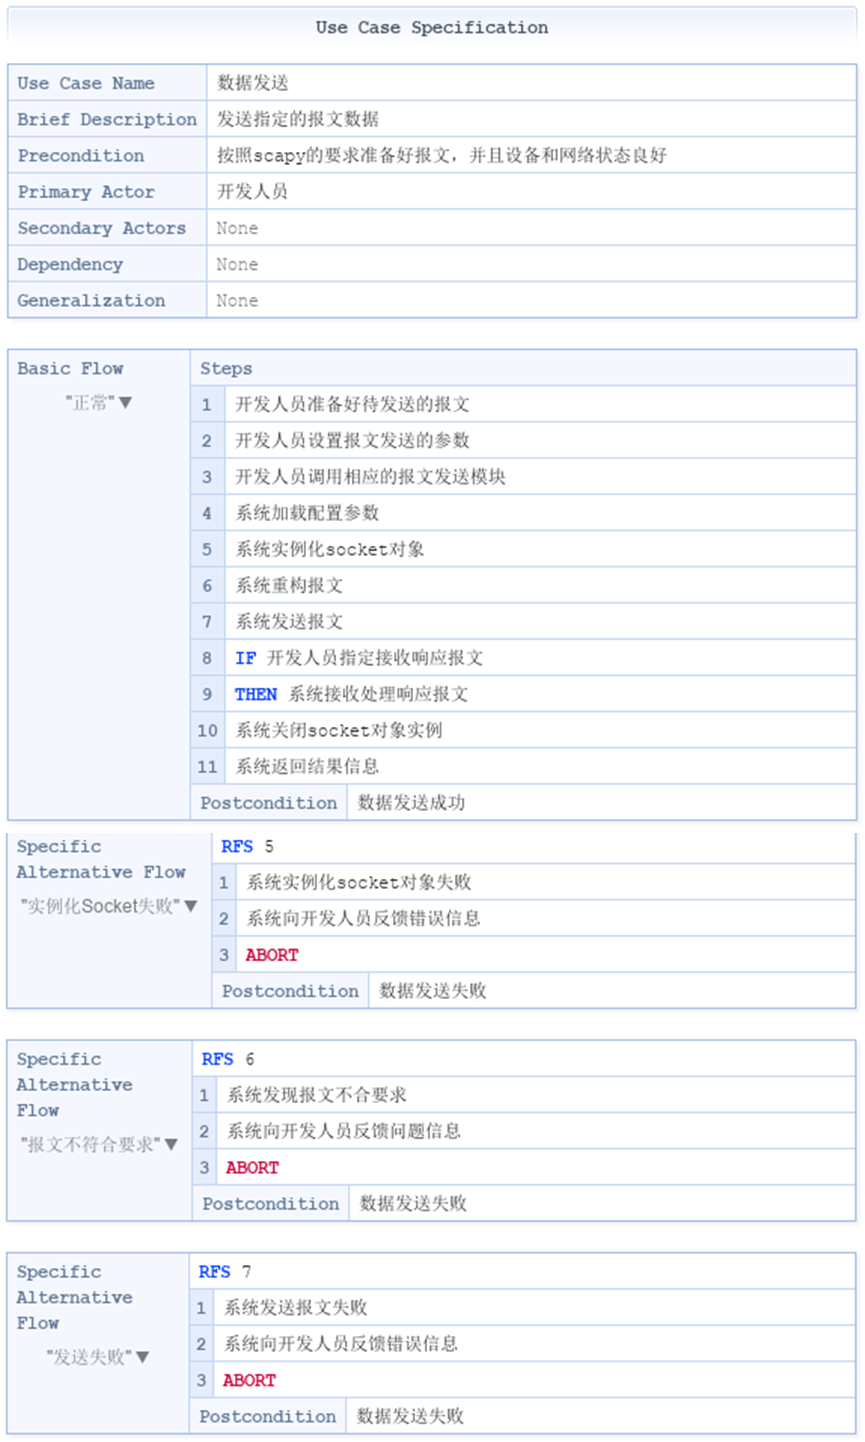 Use Case Specification
Use Case Name 数据发送
Brief Description 发送指定的报文数据
Precondition 按照scapy的要求准备好报文，并且设备和网络状态良好
Primary Actor 开发人员
Secondary Actors None
Dependency None
Generalization None
Basic Flow Steps
"正常" ▼
1 开发人员准备好待发送的报文
2 开发人员设置报文发送的参数
3 开发人员调用相应的报文发送模块
4 系统加载配置参数
5 系统实例化socket对象
6 系统重构报文
7 系统发送报文
8 IF 开发人员指定接收响应报文
9 THEN 系统接收处理响应报文
10 系统关闭socket对象实例
11 系统返回结果信息
Postcondition 数据发送成功
Specific
Alternative Flow
"实例化Socket失败" ▼
RFS 5
1 系统实例化socket对象失败
2 系统向开发人员反馈错误信息
3 ABORT
Postcondition 数据发送失败
Specific
Alternative
Flow
"报文不符合要求" ▼
RFS 6
1 系统发现报文不合要求
2 系统向开发人员反馈问题信息
3 ABORT
Postcondition 数据发送失败
Specific
Alternative
Flow
"发送失败" ▼
RFS 7
1 系统发送报文失败
2 系统向开发人员反馈错误信息
3 ABORT
Postcondition 数据发送失败